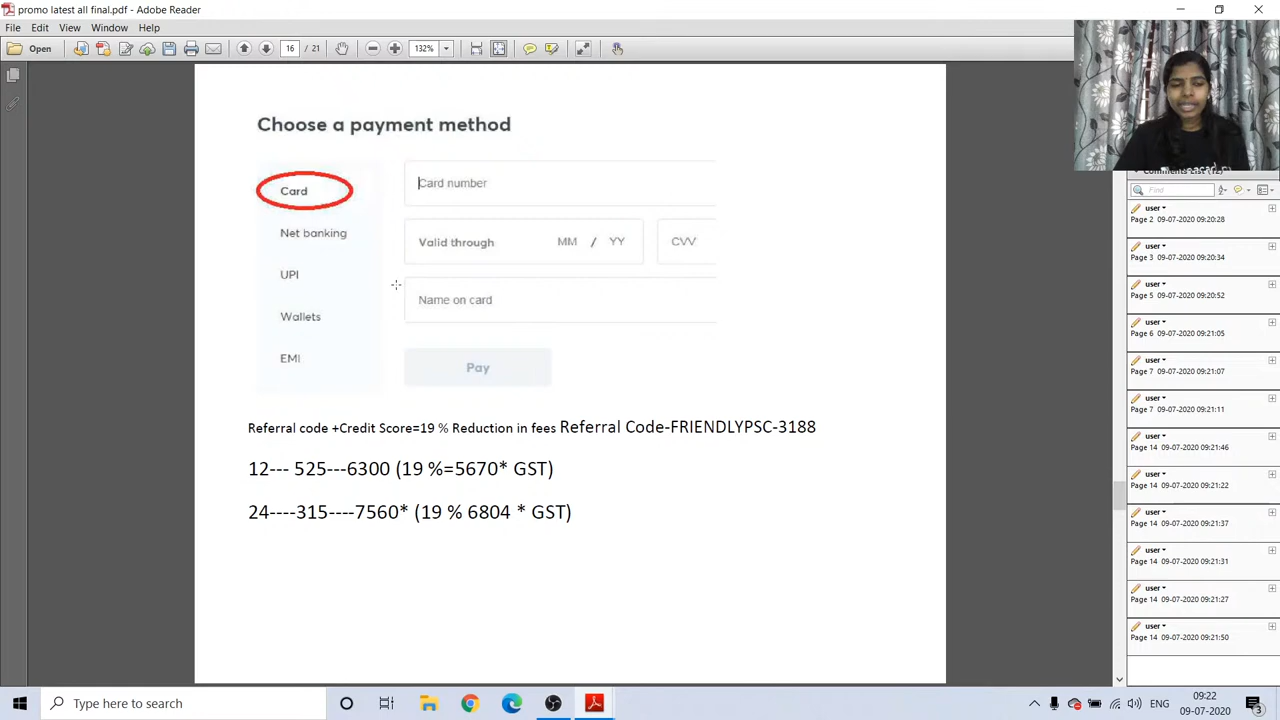 promo latest all final.pdf - Adobe Reader
File Edit View Window Help
Open 16 / 21 132%
Choose a payment method
Card
Card number
Net banking
Valid through MM / YY CVV
UPI
Name on card
Wallets
EMI
Pay
Referral code +Credit Score=19 % Reduction in fees Referral Code-FRIENDLYPSC-3188
12--- 525---6300 (19 %=5670* GST)
24----315----7560* (19 % 6804 * GST)
Comments List (12)
Find
user
Page 2 09-07-2020 09:20:28
user
Page 3 09-07-2020 09:20:34
user
Page 5 09-07-2020 09:20:52
user
Page 6 09-07-2020 09:21:05
user
Page 7 09-07-2020 09:21:07
user
Page 7 09-07-2020 09:21:11
user
Page 14 09-07-2020 09:21:46
user
Page 14 09-07-2020 09:21:22
user
Page 14 09-07-2020 09:21:37
user
Page 14 09-07-2020 09:21:31
user
Page 14 09-07-2020 09:21:27
user
Page 14 09-07-2020 09:21:50
Type here to search
ENG
09:22
09-07-2020
3